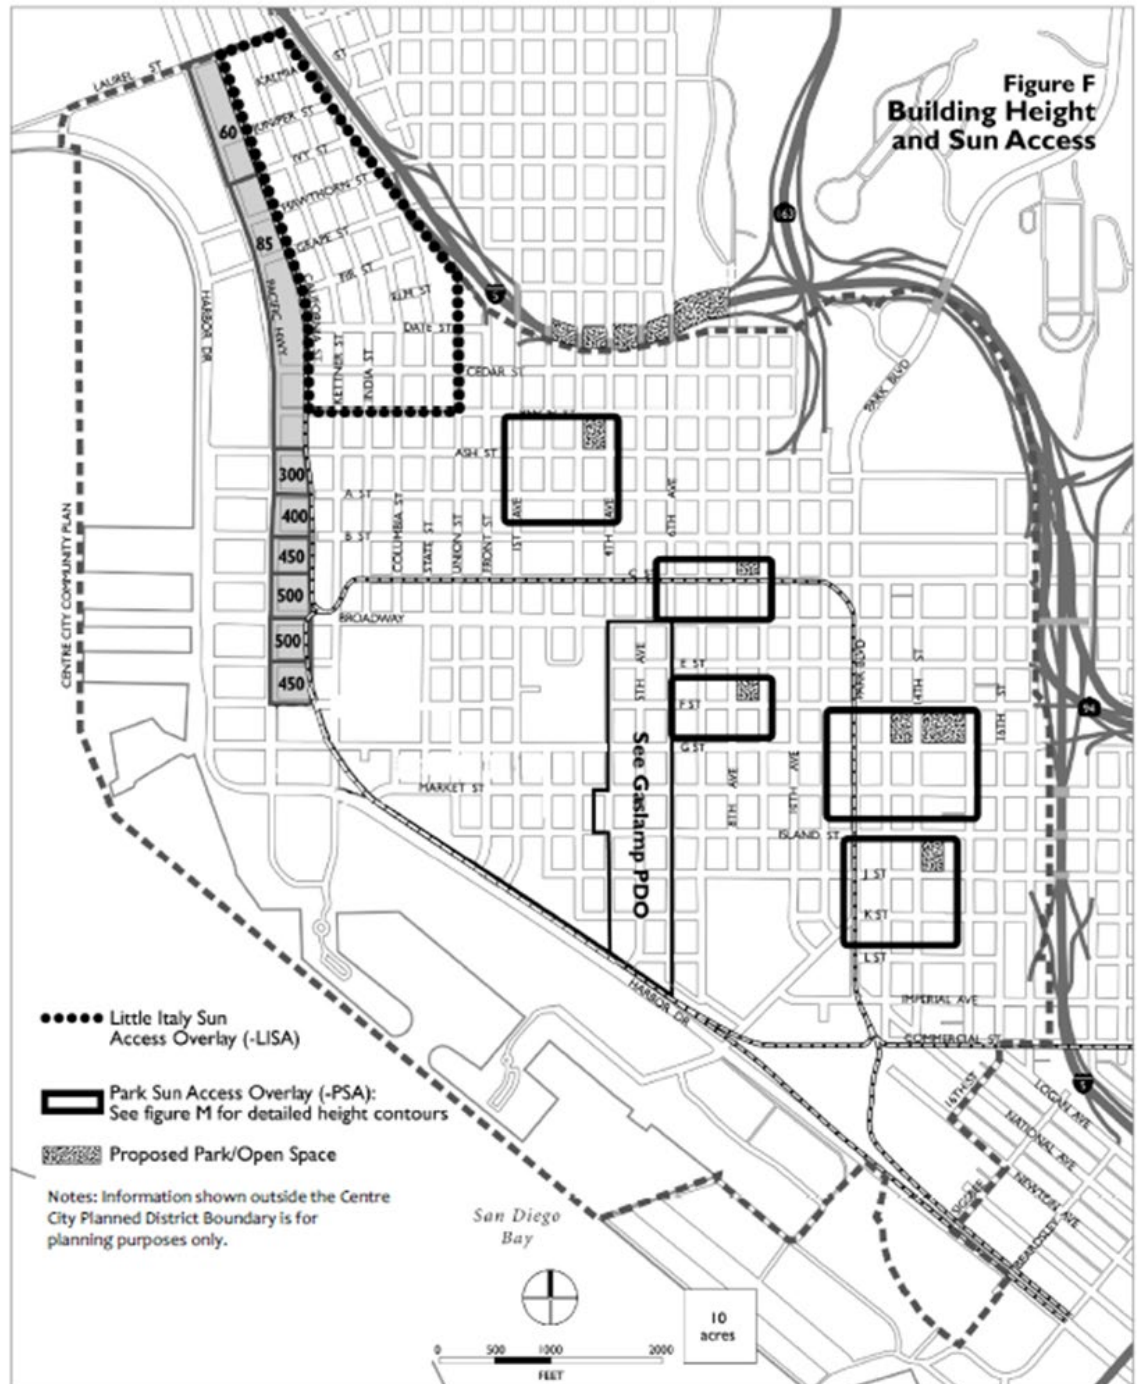 Figure F
Building Height
and Sun Access
LAUREL ST
KALMIA
ST
JUNIPER ST
IVY ST
HAWTHORN ST
GRAPE ST
FIR ST
ELM ST
DATE ST
CEDAR ST
ASH ST
A ST
B ST
C ST
BROADWAY
E ST
F ST
G ST
MARKET ST
ISLAND ST
J ST
K ST
L ST
IMPERIAL AVE
COMMERCIAL ST
60
85
300
400
450
500
500
450
HARBOR DR
PACIFIC HWY
CALIFORNIA ST
KETTNER ST
INDIA ST
COLUMBIA ST
STATE ST
UNION ST
FRONT ST
1ST AVE
4TH AVE
5TH AVE
6TH AVE
8TH AVE
PARK BLVD
PARK BLVD
14TH ST
16TH ST
163
5
94
5
CENTRE CITY COMMUNITY PLAN
See Gaslamp PDO
HARBOR DR
16TH ST
LOGAN AVE
NATIONAL AVE
NEWTON AVE
SIGSBEE
BEARDSLEY
Little Italy Sun
Access Overlay (-LISA)
Park Sun Access Overlay (-PSA):
See figure M for detailed height contours
Proposed Park/Open Space
Notes: Information shown outside the Centre
City Planned District Boundary is for
planning purposes only.
San Diego
Bay
10
acres
0 500 1000 2000
FEET